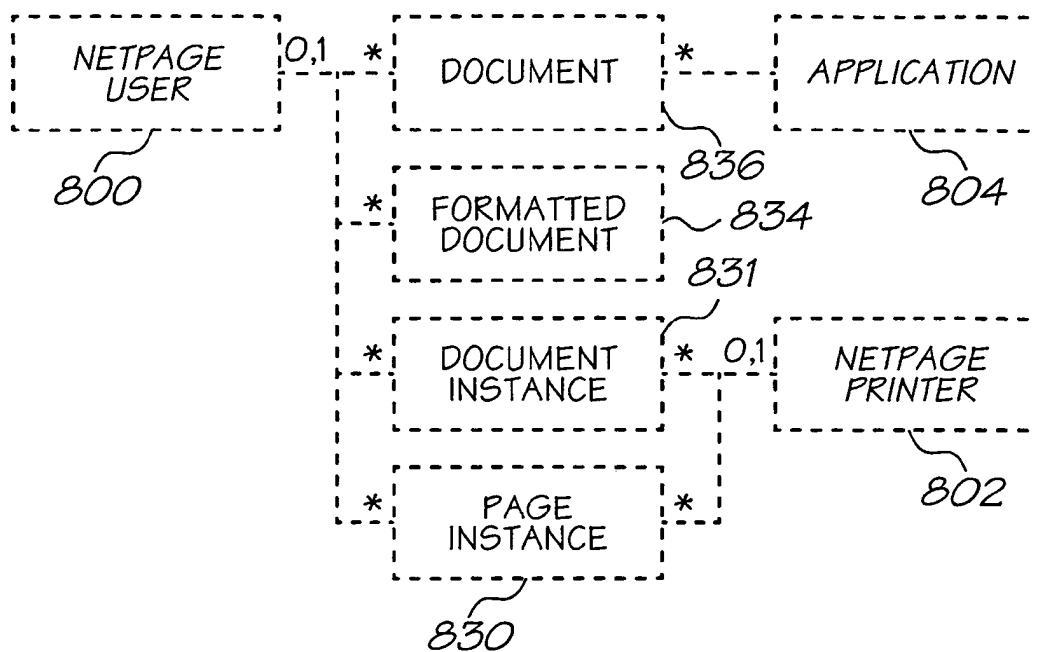 NETPAGE
USER
0,1
*
DOCUMENT
*
APPLICATION
800
836
804
*
FORMATTED
DOCUMENT
834
831
*
DOCUMENT
INSTANCE
*
0,1
NETPAGE
PRINTER
802
*
PAGE
INSTANCE
*
830